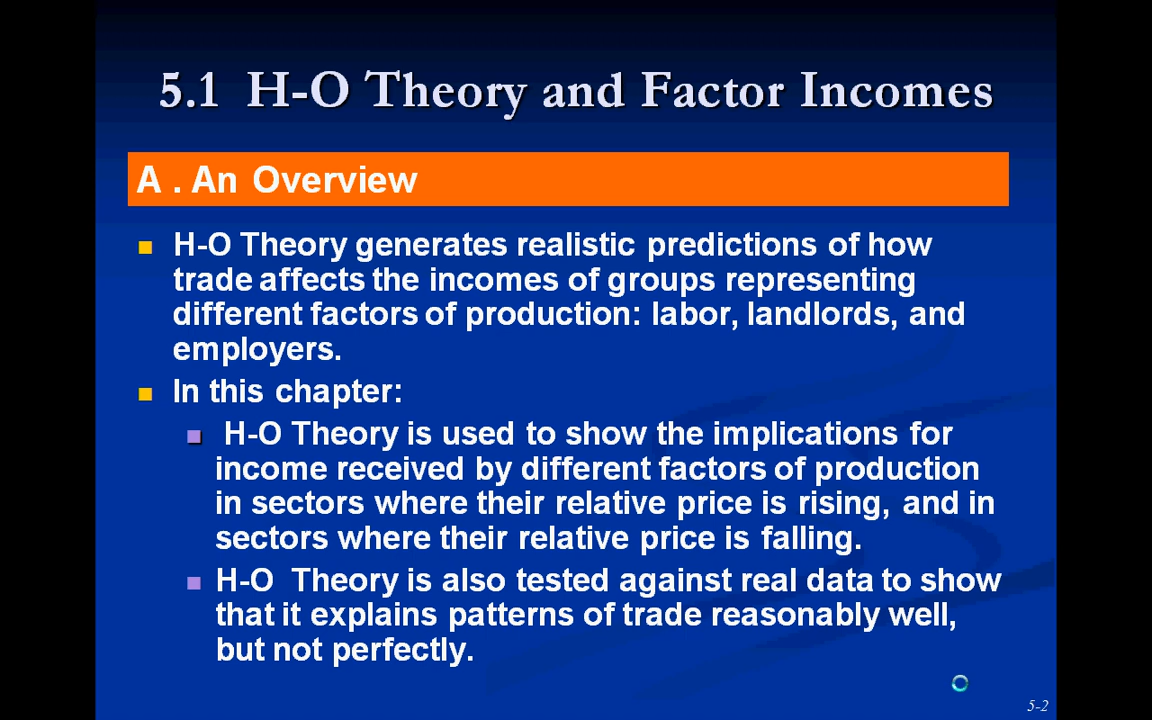 5.1 H-O Theory and Factor Incomes
A . An Overview
H-O Theory generates realistic predictions of how
trade affects the incomes of groups representing
different factors of production: labor, landlords, and
employers.
In this chapter:
H-O Theory is used to show the implications for
income received by different factors of production
in sectors where their relative price is rising, and in
sectors where their relative price is falling.
H-O Theory is also tested against real data to show
that it explains patterns of trade reasonably well,
but not perfectly.
5-2